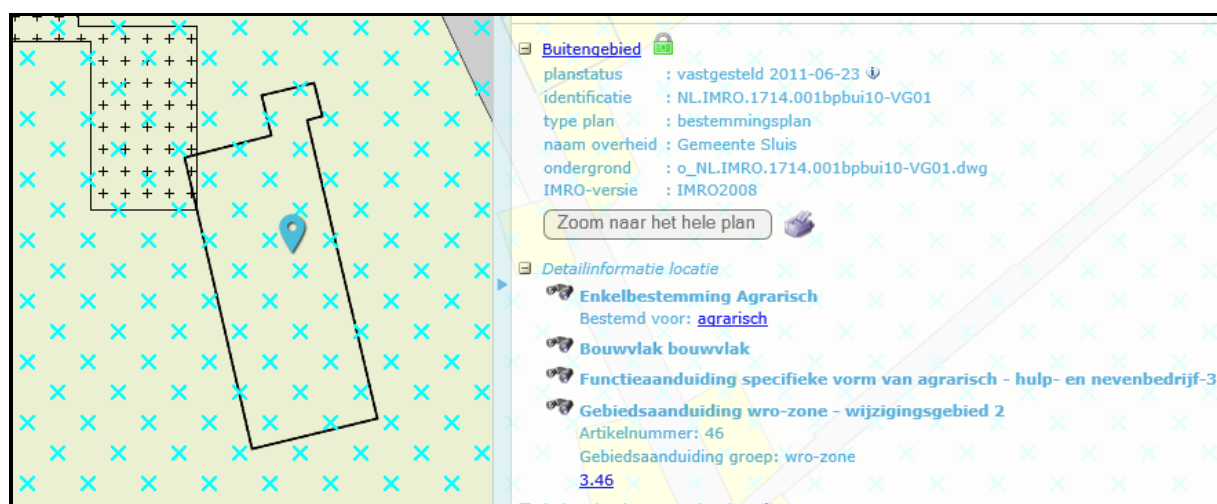 Buitengebied
planstatus : vastgesteld 2011-06-23
identificatie : NL.IMRO.1714.001bpbui10-VG01
type plan : bestemmingsplan
naam overheid : Gemeente Sluis
ondergrond : o_NL.IMRO.1714.001bpbui10-VG01.dwg
IMRO-versie : IMRO2008
Zoom naar het hele plan
Detailinformatie locatie
Enkelbestemming Agrarisch
Bestemd voor: agrarisch
Bouwvlak bouwvlak
Functieaanduiding specifieke vorm van agrarisch - hulp- en nevenbedrijf-3
Gebiedsaanduiding wro-zone - wijzigingsgebied 2
Artikelnummer: 46
Gebiedsaanduiding groep: wro-zone
3.46